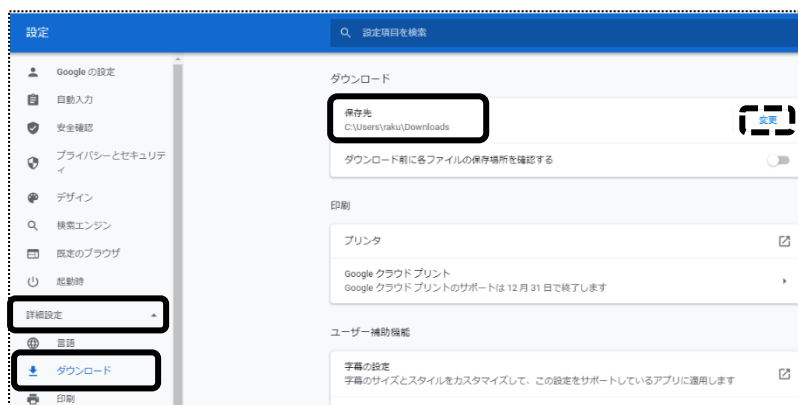 設定
設定項目を検索
Google の設定
自動入力
安全確認
プライバシーとセキュリテ
ィ
デザイン
検索エンジン
既定のブラウザ
起動時
詳細設定
言語
ダウンロード
印刷
ダウンロード
保存先
C:\Users\raku\Downloads
変更
ダウンロード前に各ファイルの保存場所を確認する
印刷
プリンタ
Google クラウド プリント
Google クラウド プリントのサポートは 12 月 31 日で終了します
ユーザー補助機能
字幕の設定
字幕のサイズとスタイルをカスタマイズして、この設定をサポートしているアプリに適用します